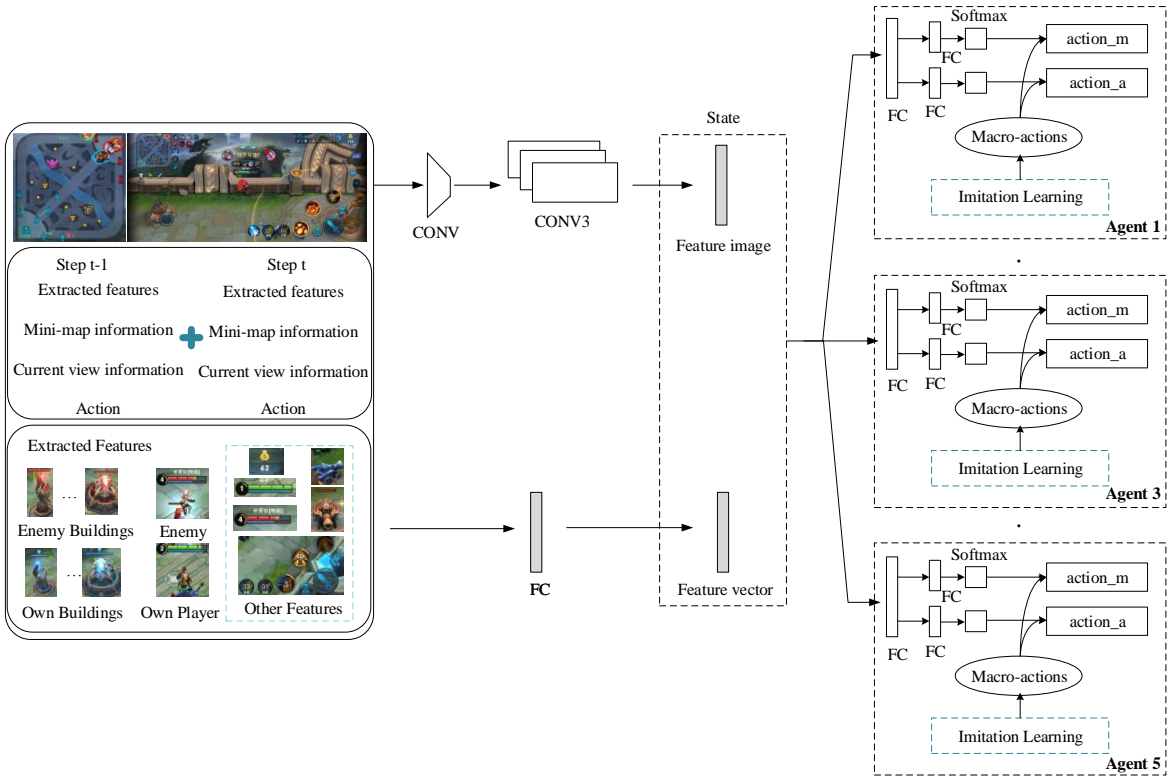 Step t-1
Step t
Extracted features
Extracted features
Mini-map information
Mini-map information
Current view information
Current view information
Action
Action
Extracted Features
...
Enemy Buildings
Enemy
...
Own Buildings
Own Player
63
1
4
Other Features
CONV
CONV3
FC
State
Feature image
Feature vector
Softmax
FC
action_m
action_a
FC
FC
Macro-actions
Imitation Learning
Agent 1
.
Softmax
FC
action_m
action_a
FC
FC
Macro-actions
Imitation Learning
Agent 3
.
Softmax
FC
action_m
action_a
FC
FC
Macro-actions
Imitation Learning
Agent 5